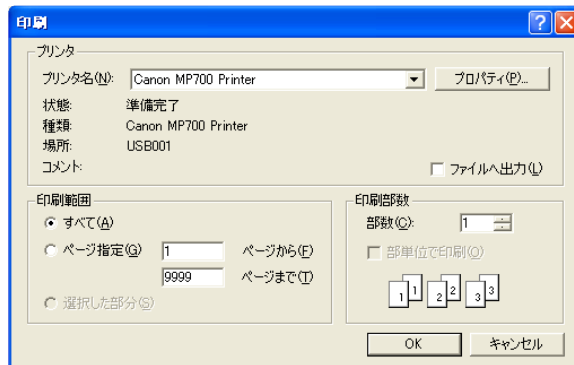 印刷
プリンタ
プリンタ名(N): Canon MP700 Printer プロパティ(P)...
状態: 準備完了
種類: Canon MP700 Printer
場所: USB001
コメント: ファイルへ出力(L)
印刷範囲
すべて(A)
ページ指定(G) 1 ページから(F)
9999 ページまで(T)
選択した部分(S)
印刷部数
部数(C): 1
部単位で印刷(O)
1 1 2 2 3 3
OK キャンセル